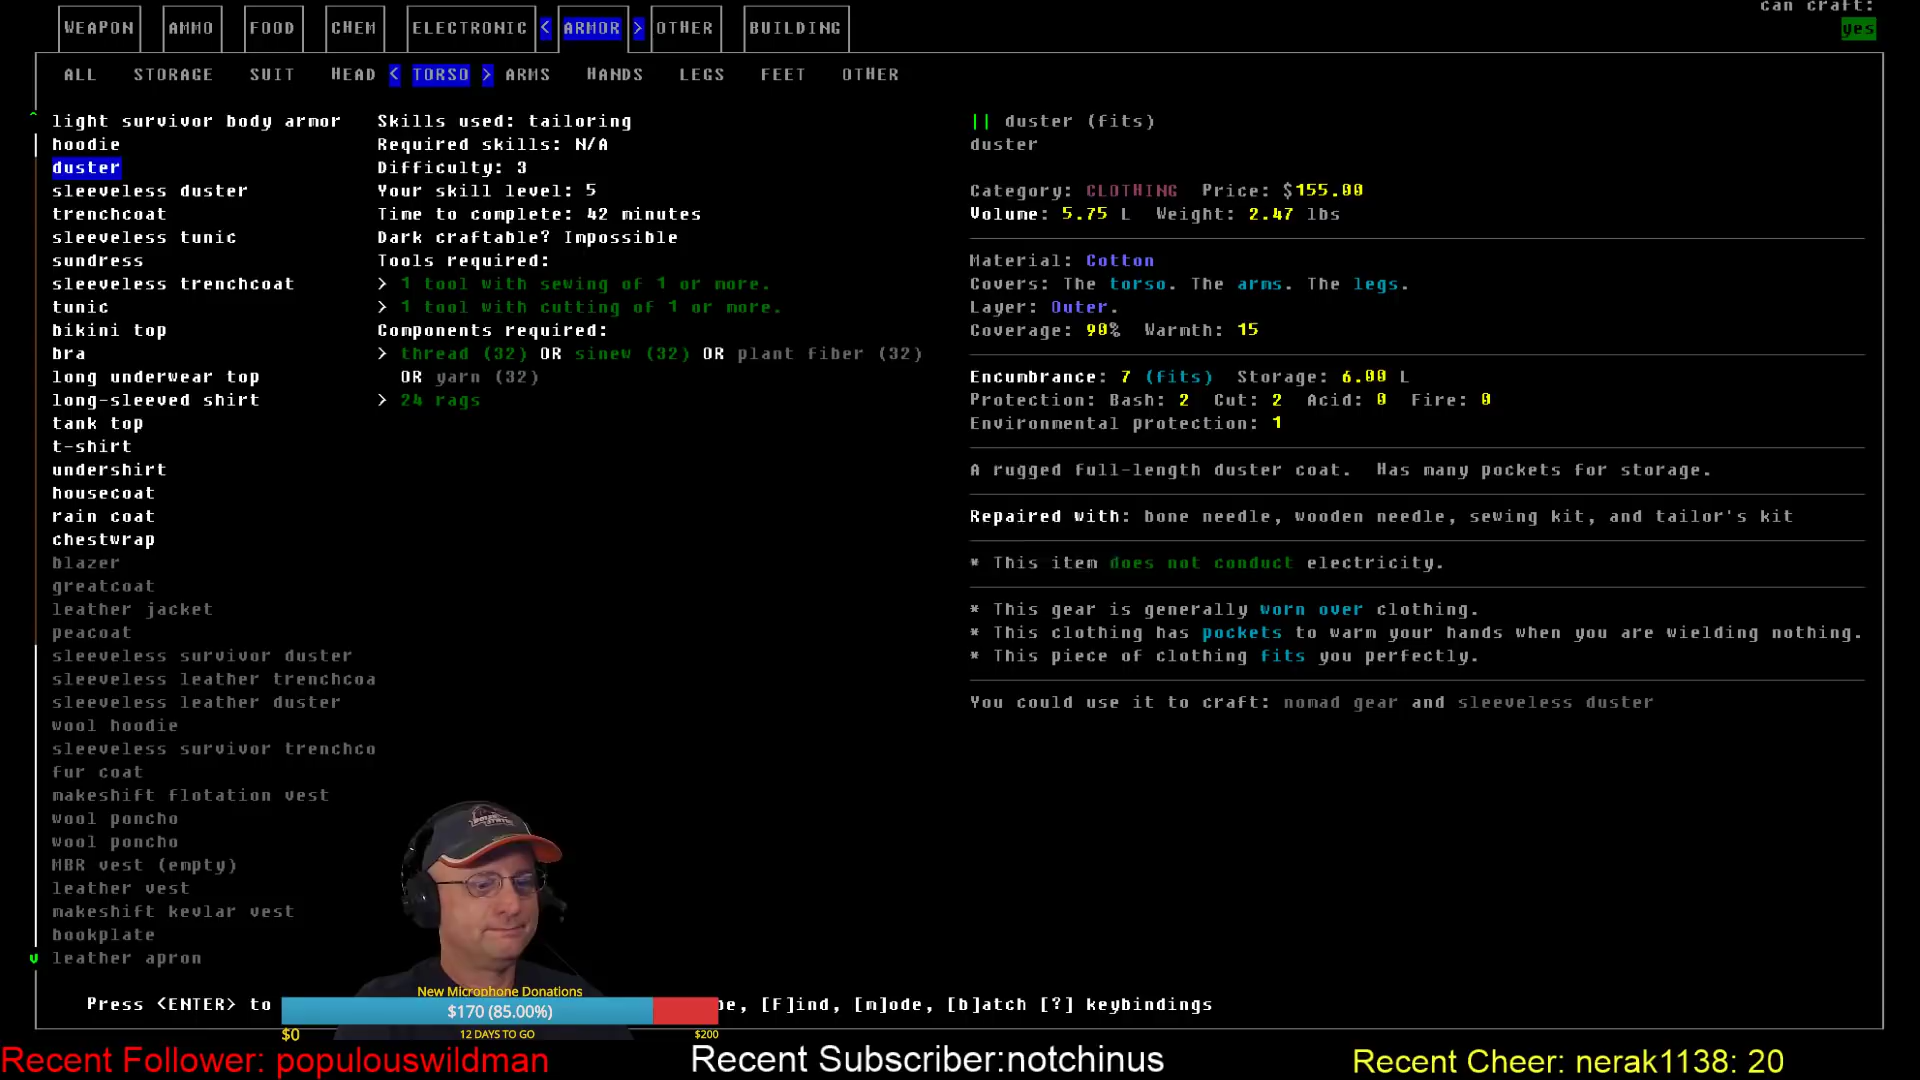 WEAPON AMMO FOOD CHEM ELECTRONIC < ARMOR > OTHER BUILDING
can craft:
yes
ALL STORAGE SUIT HEAD < TORSO > ARMS HANDS LEGS FEET OTHER
^ light survivor body armor
hoodie
duster
sleeveless duster
trenchcoat
sleeveless tunic
sundress
sleeveless trenchcoat
tunic
bikini top
bra
long underwear top
long-sleeved shirt
tank top
t-shirt
undershirt
housecoat
rain coat
chestwrap
blazer
greatcoat
leather jacket
peacoat
sleeveless survivor duster
sleeveless leather trenchcoa
sleeveless leather duster
wool hoodie
sleeveless survivor trenchco
fur coat
makeshift flotation vest
wool poncho
wool poncho
MBR vest (empty)
leather vest
makeshift kevlar vest
bookplate
v leather apron
Skills used: tailoring
Required skills: N/A
Difficulty: 3
Your skill level: 5
Time to complete: 42 minutes
Dark craftable? Impossible
Tools required:
> 1 tool with sewing of 1 or more.
> 1 tool with cutting of 1 or more.
Components required:
> thread (32) OR sinew (32) OR plant fiber (32)
OR yarn (32)
> 24 rags
|| duster (fits)
duster
Category: CLOTHING Price: $155.00
Volume: 5.75 L Weight: 2.47 lbs
Material: Cotton
Covers: The torso. The arms. The legs.
Layer: Outer.
Coverage: 90% Warmth: 15
Encumbrance: 7 (fits) Storage: 6.00 L
Protection: Bash: 2 Cut: 2 Acid: 0 Fire: 0
Environmental protection: 1
A rugged full-length duster coat. Has many pockets for storage.
Repaired with: bone needle, wooden needle, sewing kit, and tailor's kit
* This item does not conduct electricity.
* This gear is generally worn over clothing.
* This clothing has pockets to warm your hands when you are wielding nothing.
* This piece of clothing fits you perfectly.
You could use it to craft: nomad gear and sleeveless duster
Press <ENTER> to
[F]ind, [m]ode, [b]atch [?] keybindings
New Microphone Donations
$170 (85.00%)
$0 12 DAYS TO GO $200
Recent Follower: populouswildman Recent Subscriber:notchinus Recent Cheer: nerak1138: 20